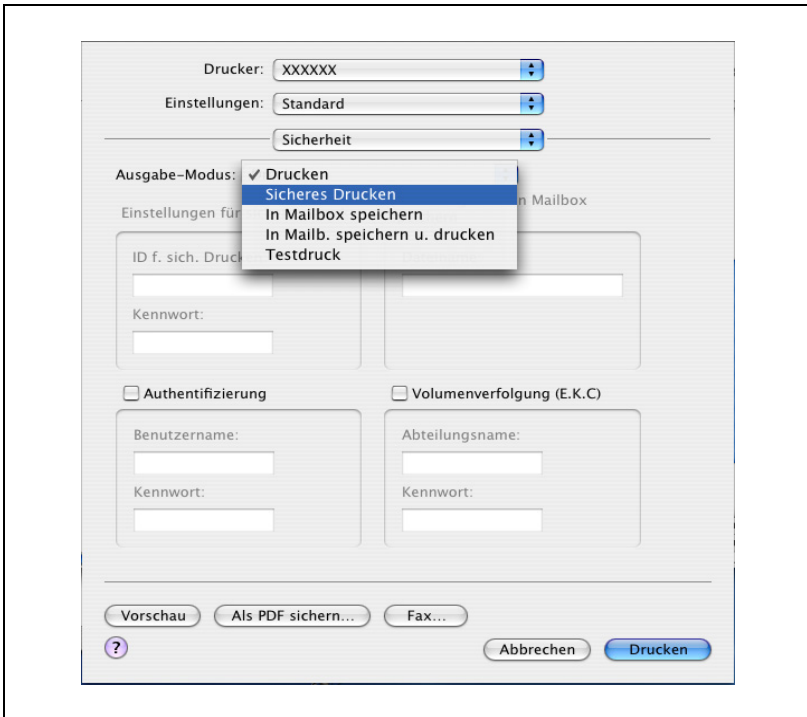 Drucker: XXXXXX
Einstellungen: Standard
Sicherheit
Ausgabe-Modus: ✓ Drucken
Sicheres Drucken
In Mailbox speichern
In Mailb. speichern u. drucken
Testdruck
Einstellungen für
n Mailbox
ID f. sich. Druck
Kennwort:
Authentifizierung
Volumenverfolgung (E.K.C)
Benutzername:
Abteilungsname:
Kennwort:
Kennwort:
Vorschau
Als PDF sichern...
Fax...
?
Abbrechen
Drucken